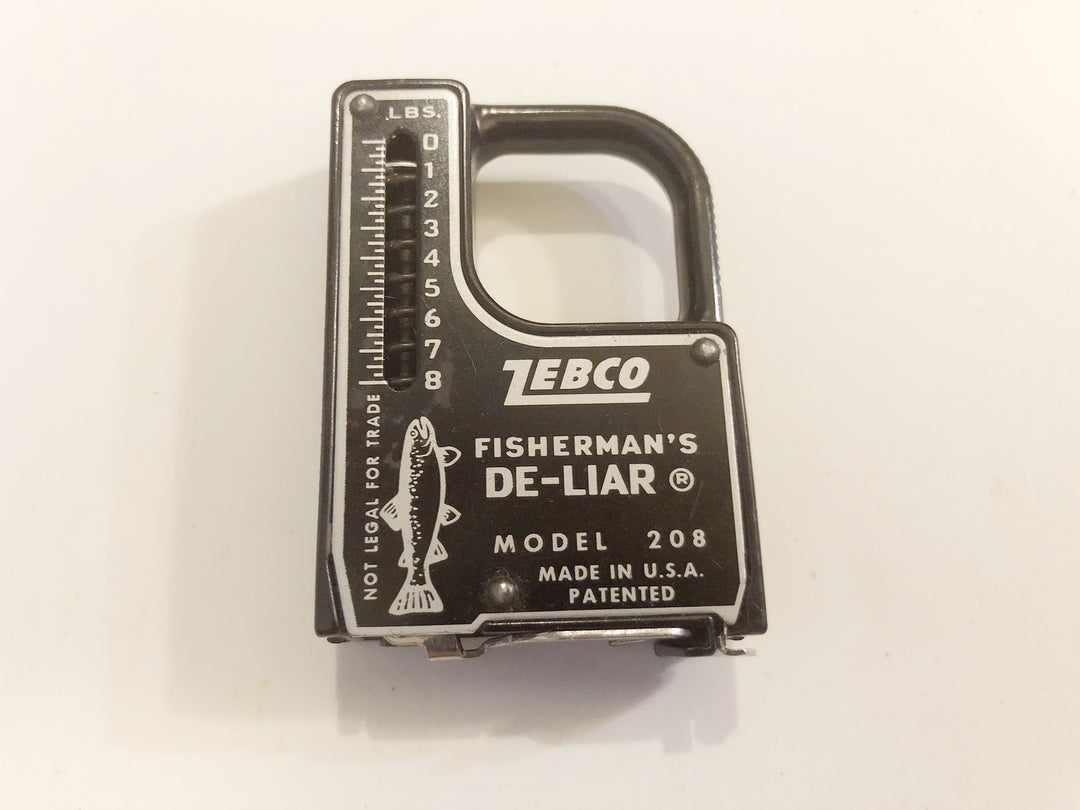 LBS.
0
1
2
3
4
5
6
7
8
NOT LEGAL FOR TRADE
ZEBCO
FISHERMAN'S
DE-LIAR ®
MODEL 208
MADE IN U.S.A.
PATENTED